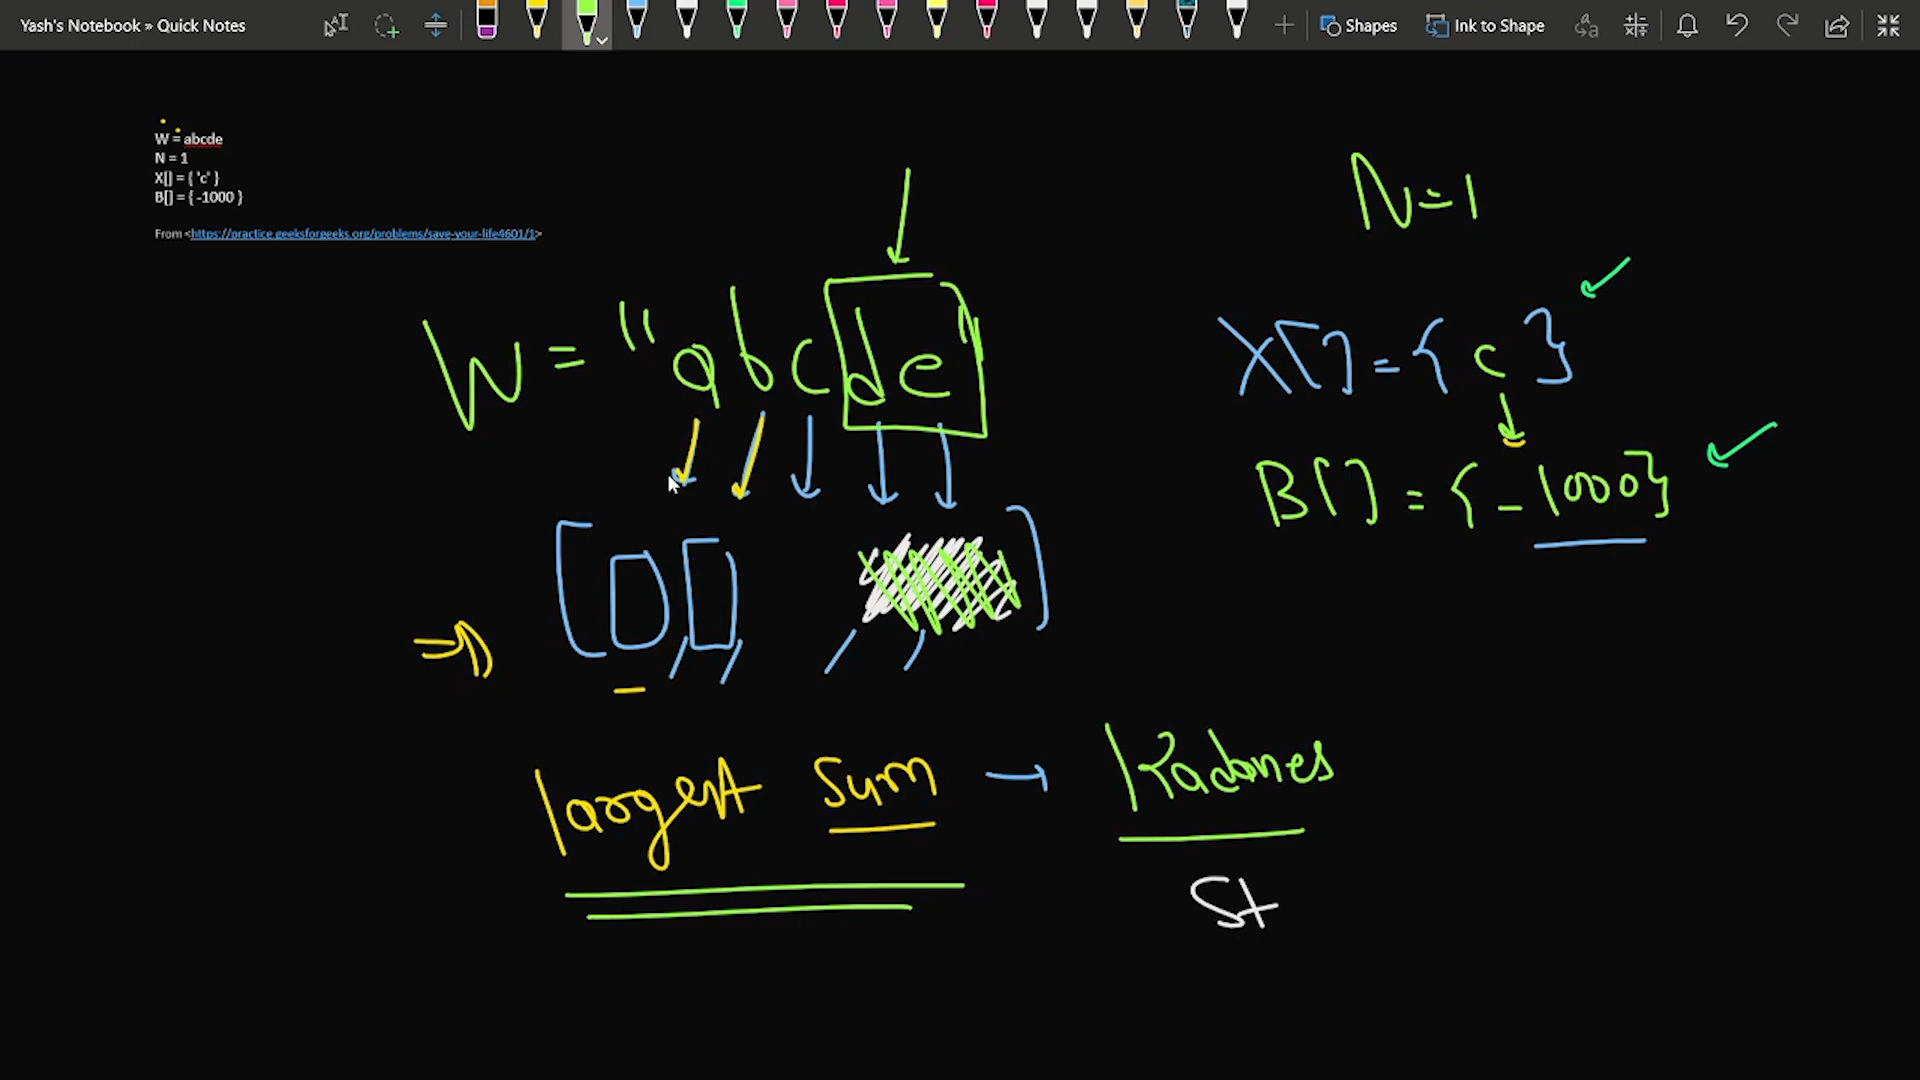 Yash's Notebook » Quick Notes
Shapes
Ink to Shape
W = abcde
N = 1
X[] = { 'c' }
B[] = { -1000 }
From <https://practice.geeksforgeeks.org/problems/save-your-life4601/1>
N=1
W = "abcde"
X[] = { c }
B[] = { -1000}
largest sum → Kadanes
St